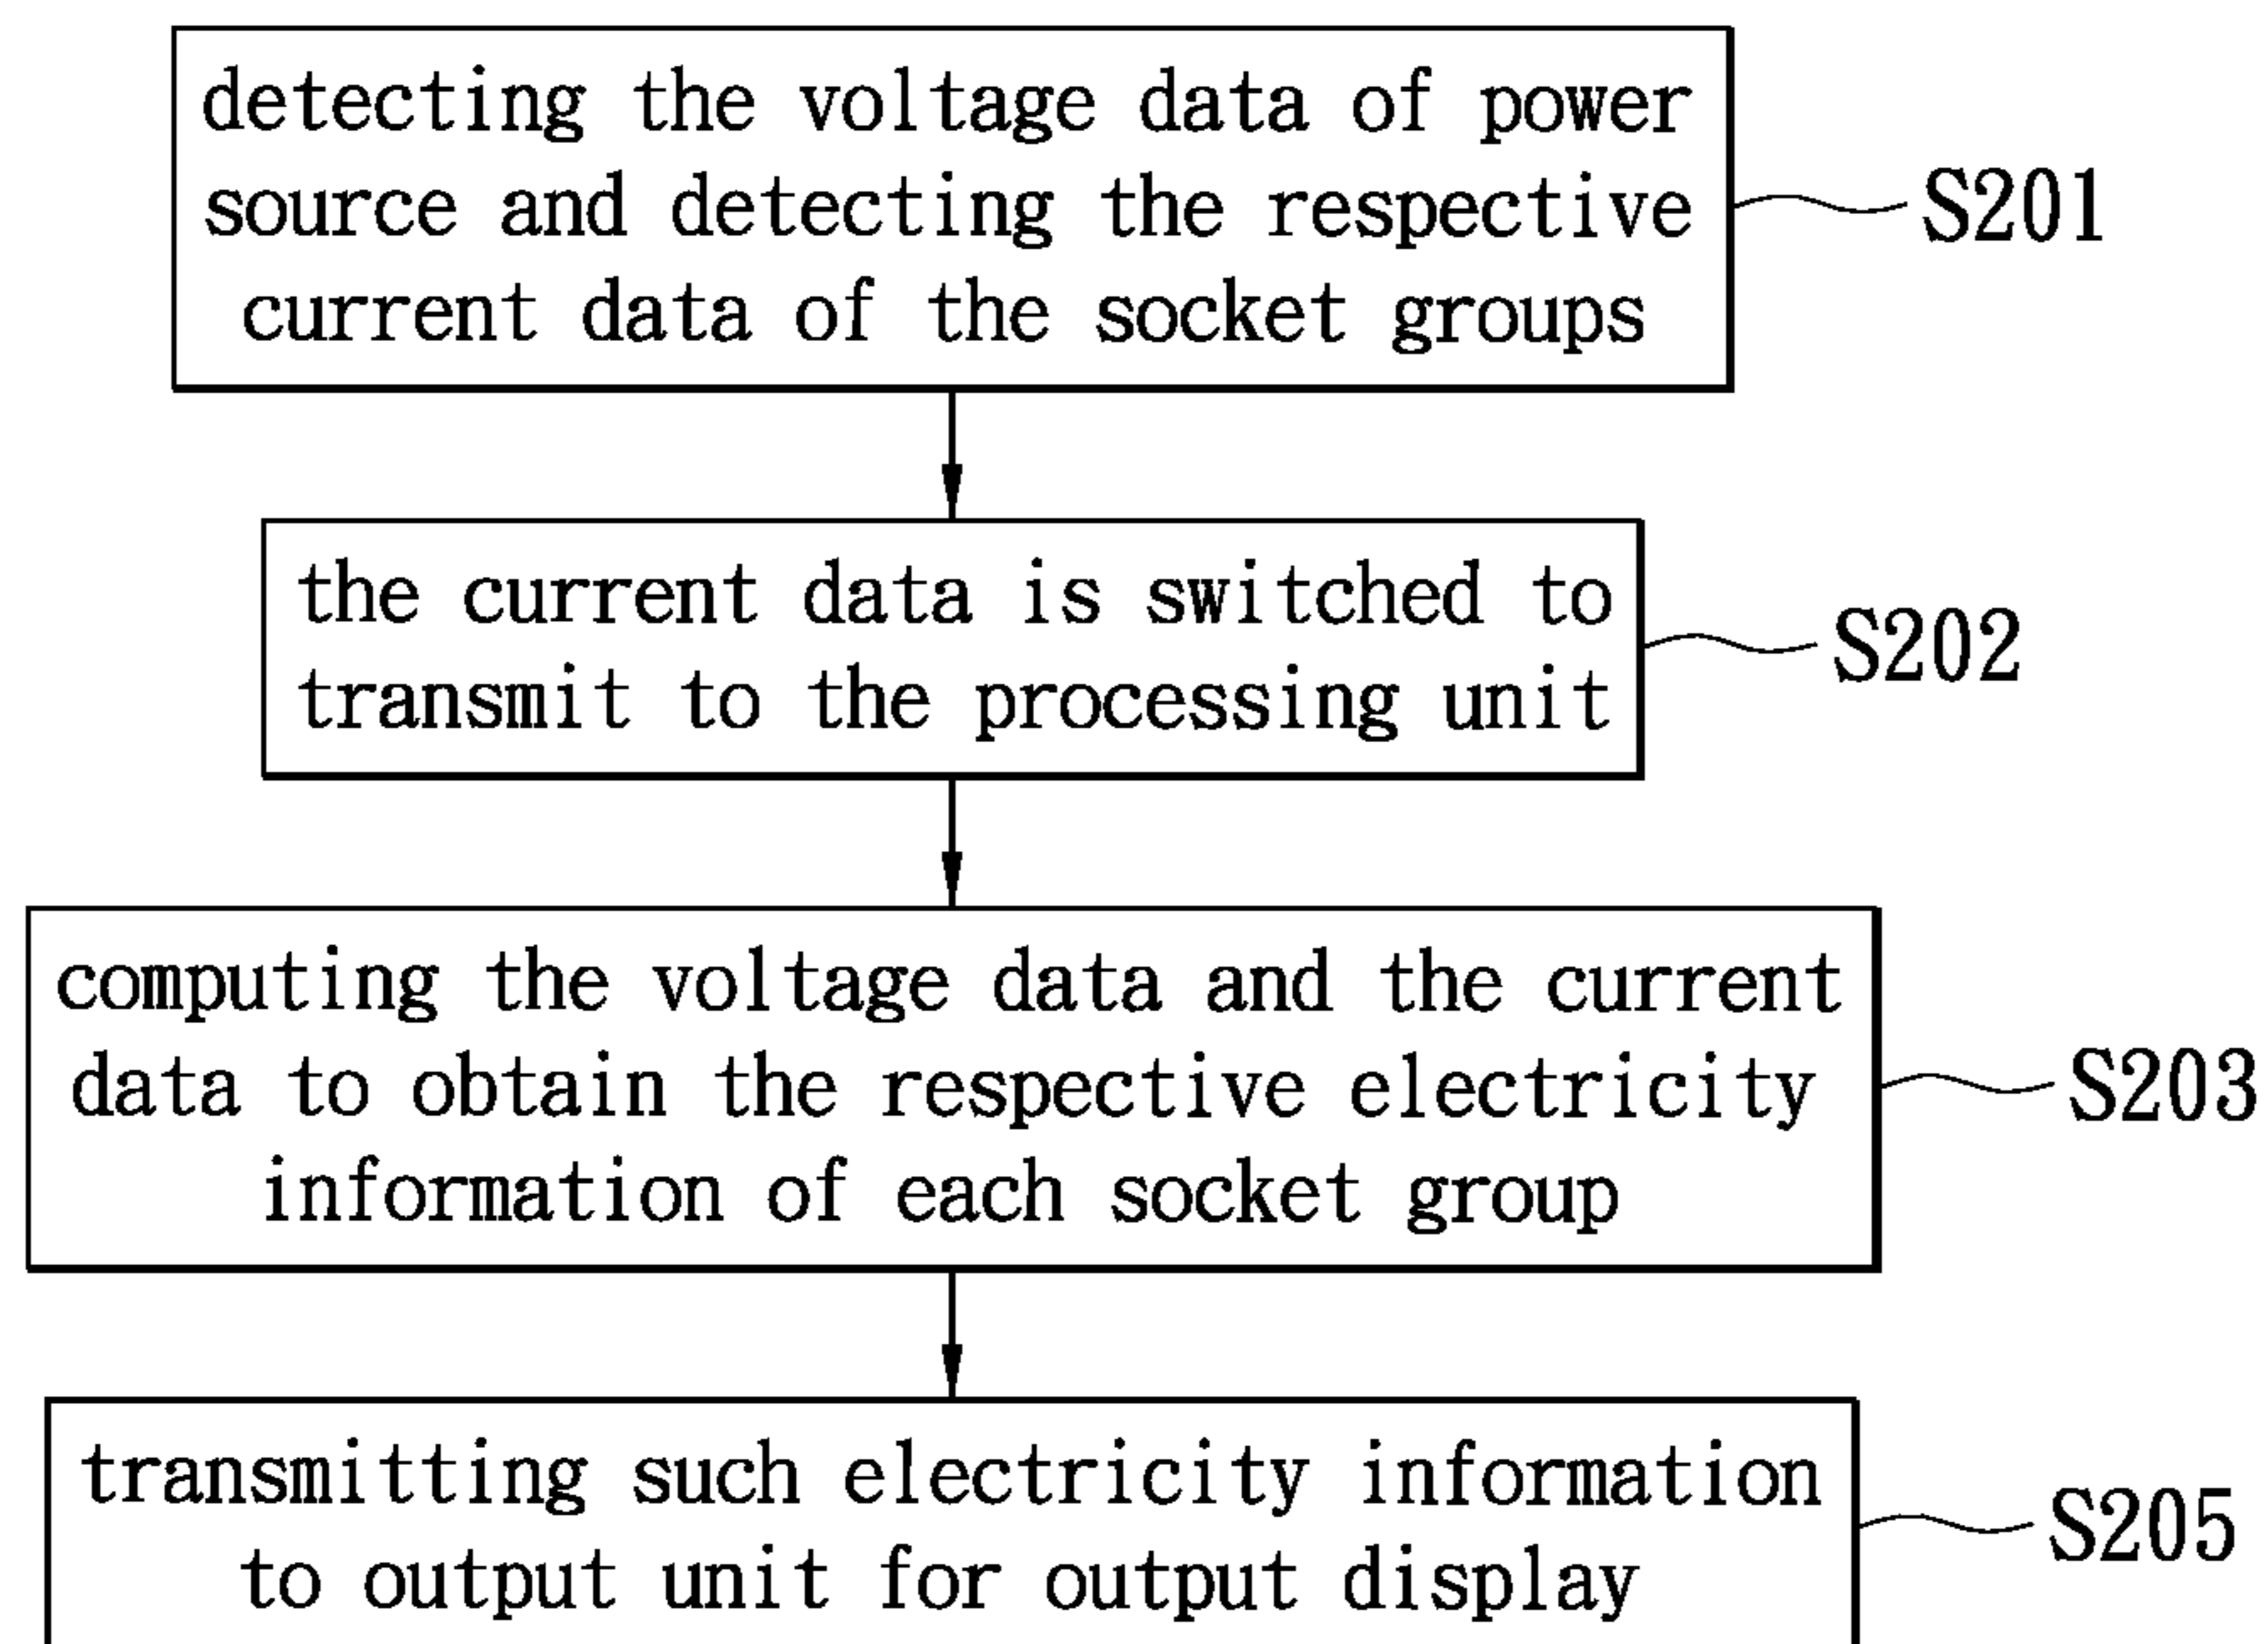 detecting the voltage data of power
source and detecting the respective
current data of the socket groups
S201
the current data is switched to
transmit to the processing unit
S202
computing the voltage data and the current
data to obtain the respective electricity
information of each socket group
S203
transmitting such electricity information
to output unit for output display
S205